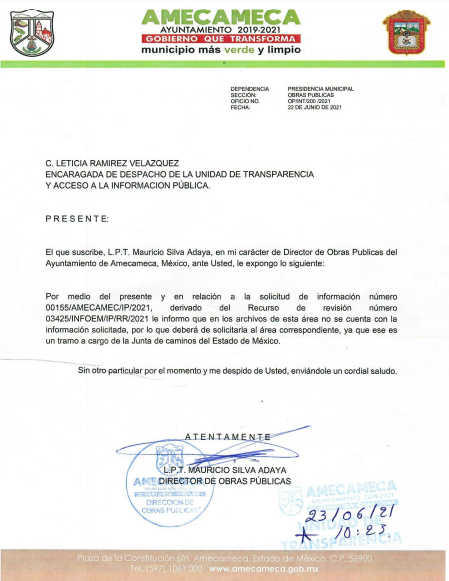 AMECAMECA
AYUNTAMIENTO 2019-2021
GOBIERNO QUE TRANSFORMA
municipio más verde y limpio
DEPENDENCIA PRESIDENCIA MUNICIPAL
SECCIÓN: OBRAS PUBLICAS
OFICIO NO. OP/INT/200 /2021
FECHA: 22 DE JUNIO DE 2021
C. LETICIA RAMIREZ VELAZQUEZ
ENCARAGADA DE DESPACHO DE LA UNIDAD DE TRANSPARENCIA
Y ACCESO A LA INFORMACION PÚBLICA.
P R E S E N T E:
El que suscribe, L.P.T. Mauricio Silva Adaya, en mi carácter de Director de Obras Publicas del
Ayuntamiento de Amecameca, México, ante Usted, le expongo lo siguiente:
Por medio del presente y en relación a la solicitud de información número
00155/AMECAMEC/IP/2021, derivado del Recurso de revisión número
03425/INFOEM/IP/RR/2021 le informo que en los archivos de esta área no se cuenta con la
información solicitada, por lo que deberá de solicitarla al área correspondiente, ya que ese es
un tramo a cargo de la Junta de caminos del Estado de México.
Sin otro particular por el momento y me despido de Usted, enviándole un cordial saludo.
A T E N T A M E N T E
L.P.T. MAURICIO SILVA ADAYA
DIRECTOR DE OBRAS PÚBLICAS
DIRECCION DE
OBRAS PUBLICAS
AMECAMECA
AYUNTAMIENTO 2019-2021
23/06/21
10:23
UNIDAD DE
TRANSPARENCIA
Plaza de la Constitución s/n, Amecameca, Estado de México C.P. 56900
Tel. (597) 1061 000 www.amecameca.gob.mx